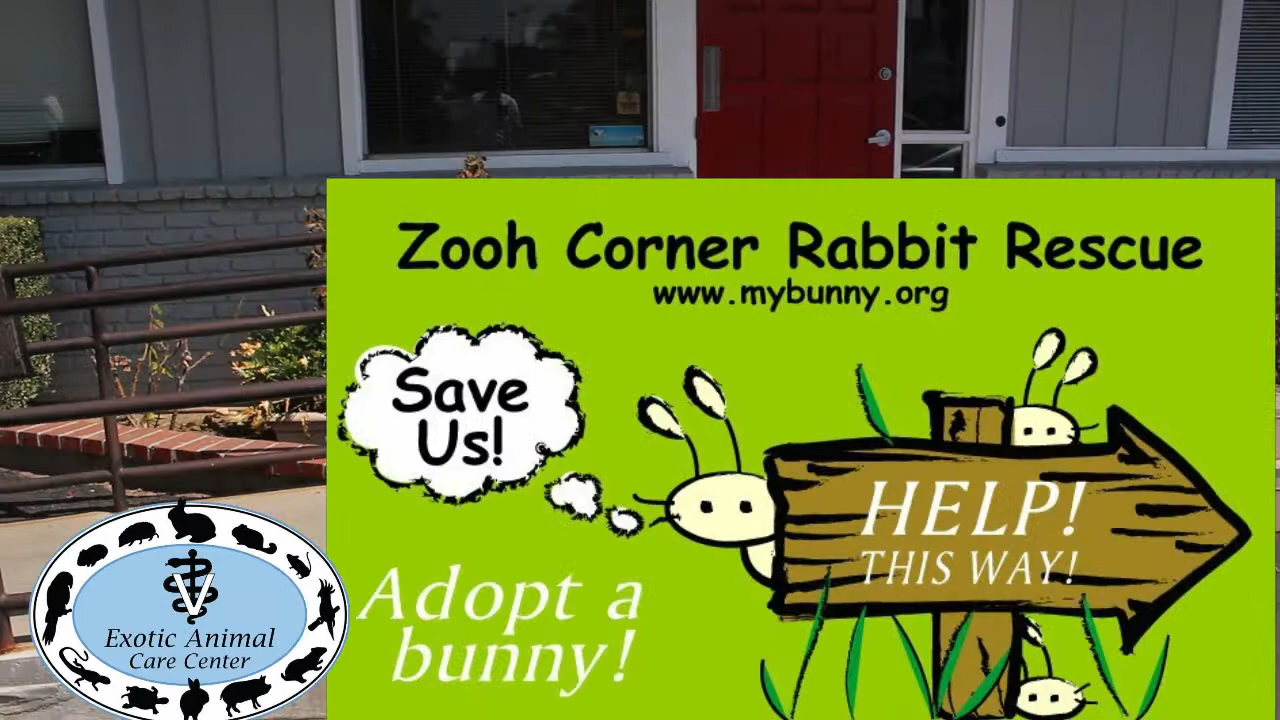 Zooh Corner Rabbit Rescue
www.mybunny.org
Save
Us!
HELP!
THIS WAY!
Adopt a
bunny!
V
Exotic Animal
Care Center